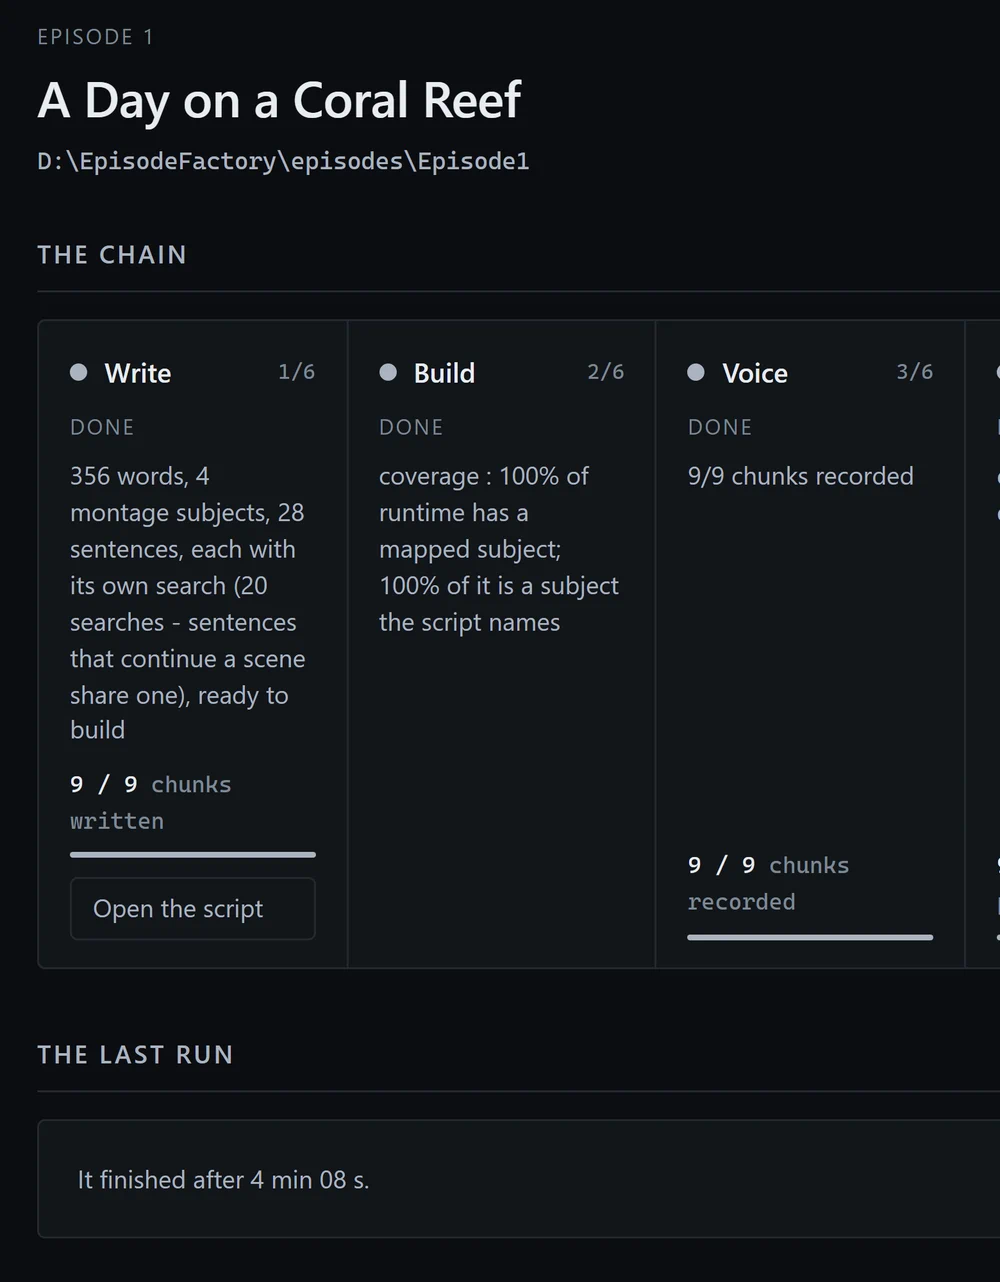 EPISODE 1
A Day on a Coral Reef
D:\EpisodeFactory\episodes\Episode1
THE CHAIN
Write 1/6
DONE
356 words, 4
montage subjects, 28
sentences, each with
its own search (20
searches - sentences
that continue a scene
share one), ready to
build
9 / 9 chunks
written
Open the script
Build 2/6
DONE
coverage : 100% of
runtime has a
mapped subject;
100% of it is a subject
the script names
Voice 3/6
DONE
9/9 chunks recorded
9 / 9 chunks
recorded
THE LAST RUN
It finished after 4 min 08 s.